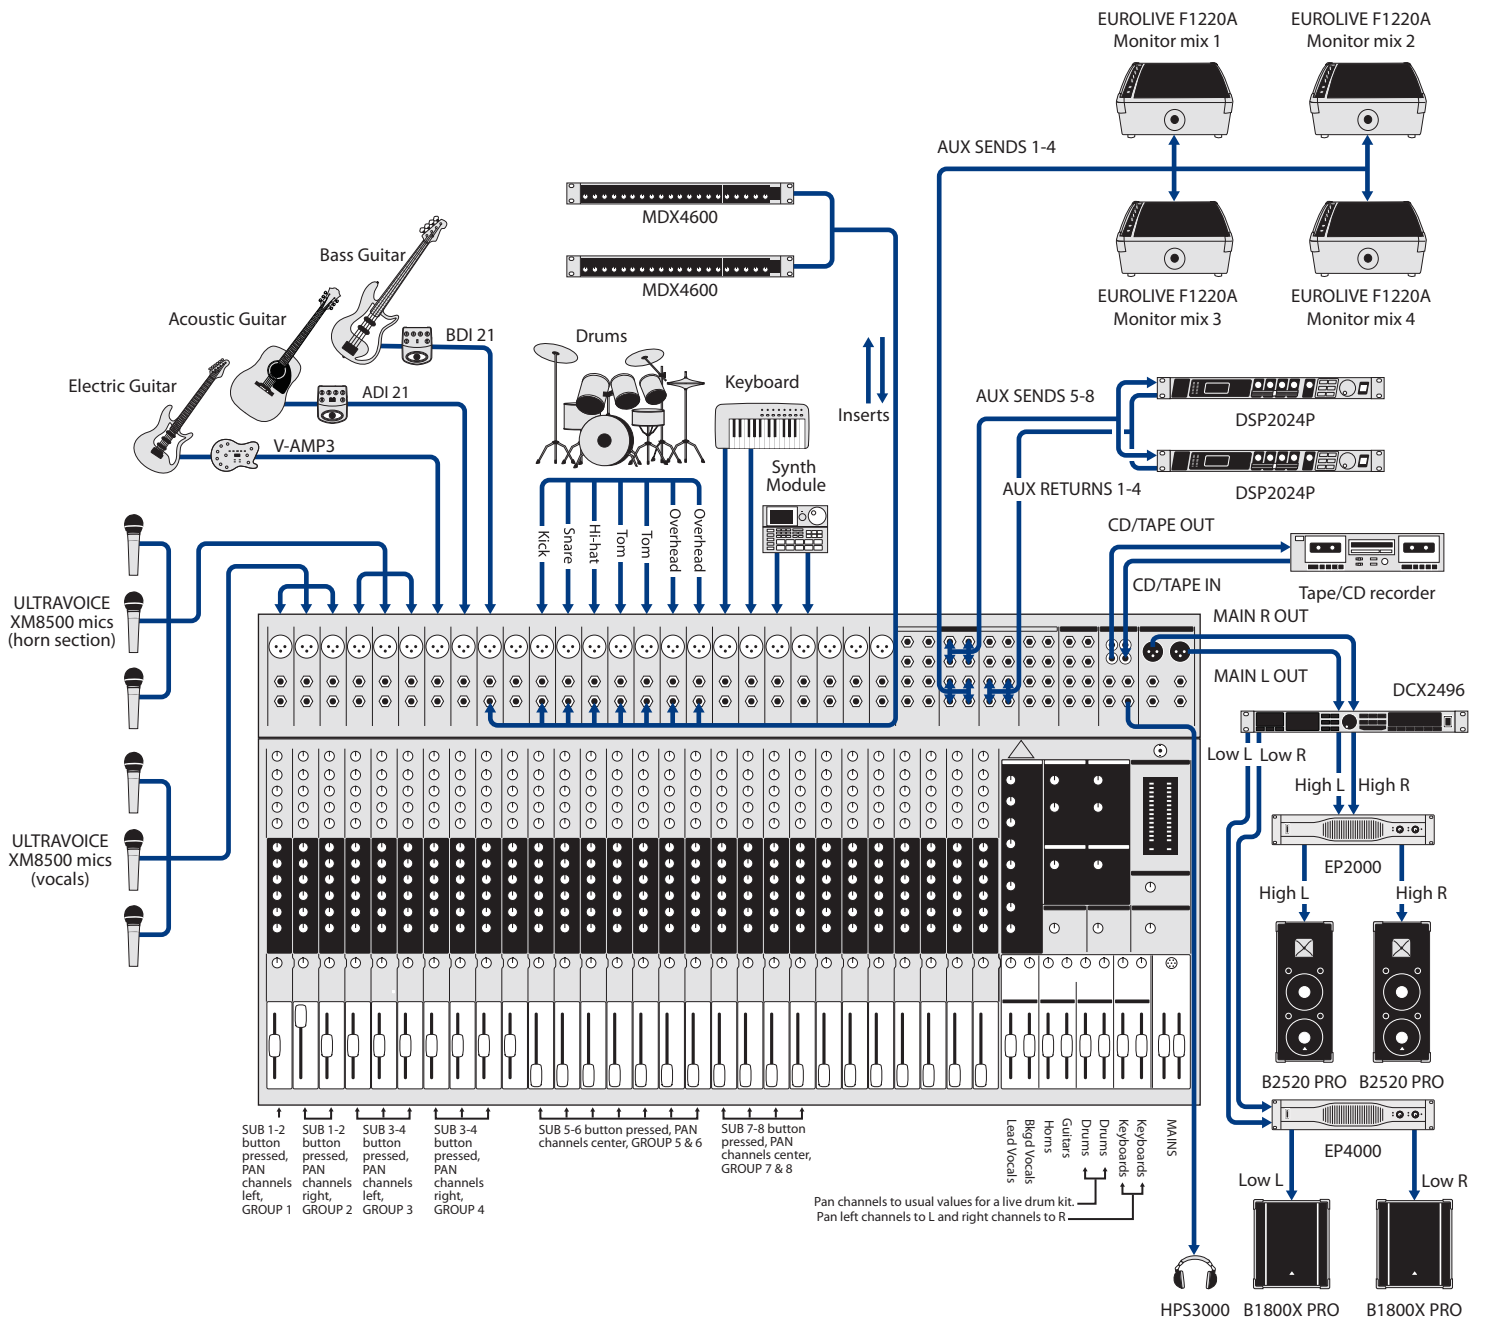 EUROLIVE F1220A
Monitor mix 1
EUROLIVE F1220A
Monitor mix 2
AUX SENDS 1-4
MDX4600
MDX4600
EUROLIVE F1220A
Monitor mix 3
EUROLIVE F1220A
Monitor mix 4
Bass Guitar
BDI 21
Acoustic Guitar
ADI 21
Electric Guitar
V-AMP3
Drums
Keyboard
Synth
Module
Inserts
AUX SENDS 5-8
DSP2024P
DSP2024P
AUX RETURNS 1-4
Kick
Snare
Hi-hat
Tom
Tom
Overhead
Overhead
CD/TAPE OUT
CD/TAPE IN
Tape/CD recorder
ULTRAVOICE
XM8500 mics
(horn section)
MAIN R OUT
MAIN L OUT
DCX2496
Low L
Low R
High L
High R
EP2000
ULTRAVOICE
XM8500 mics
(vocals)
High L
High R
B2520 PRO
B2520 PRO
EP4000
Low L
Low R
SUB 1-2
button
pressed,
PAN
channels
left,
GROUP 1
SUB 1-2
button
pressed,
PAN
channels
right,
GROUP 2
SUB 3-4
button
pressed,
PAN
channels
left,
GROUP 3
SUB 3-4
button
pressed,
PAN
channels
right,
GROUP 4
SUB 5-6 button pressed, PAN
channels center, GROUP 5 & 6
SUB 7-8 button
pressed, PAN
channels center,
GROUP 7 & 8
Lead Vocals
Bkgd Vocals
Horns
Guitars
Drums
Drums
Keyboards
Keyboards
MAINS
Pan channels to usual values for a live drum kit.
Pan left channels to L and right channels to R
HPS3000
B1800X PRO
B1800X PRO